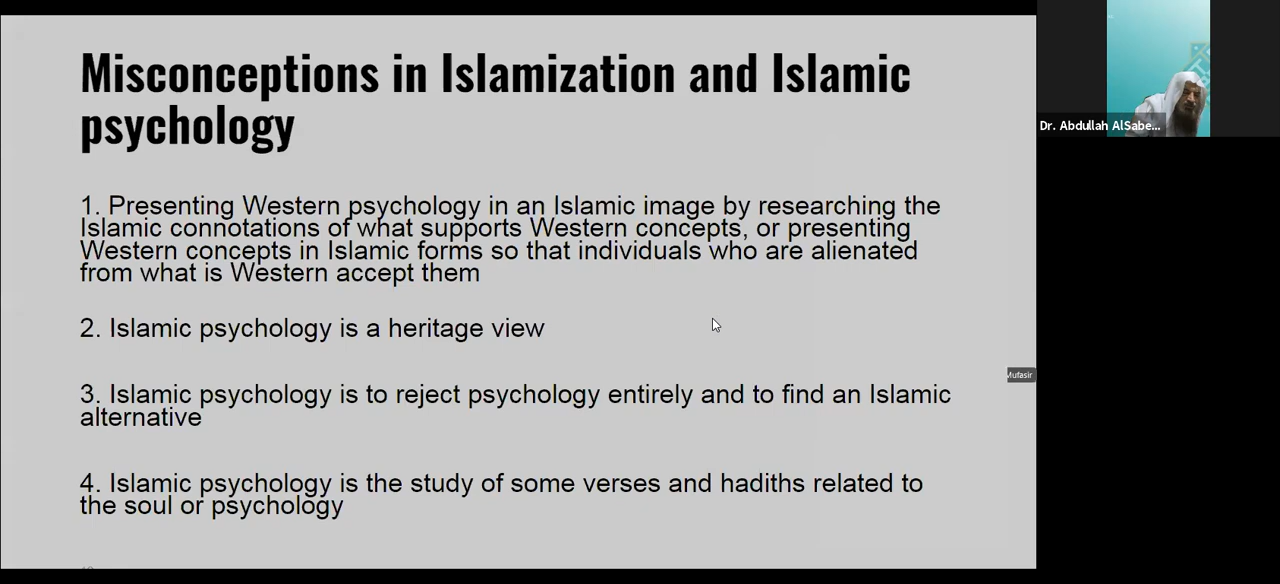 Misconceptions in Islamization and Islamic
psychology
1. Presenting Western psychology in an Islamic image by researching the
Islamic connotations of what supports Western concepts, or presenting
Western concepts in Islamic forms so that individuals who are alienated
from what is Western accept them
2. Islamic psychology is a heritage view
3. Islamic psychology is to reject psychology entirely and to find an Islamic
alternative
4. Islamic psychology is the study of some verses and hadiths related to
the soul or psychology
Dr. Abdullah AlSabe...
Mufasir